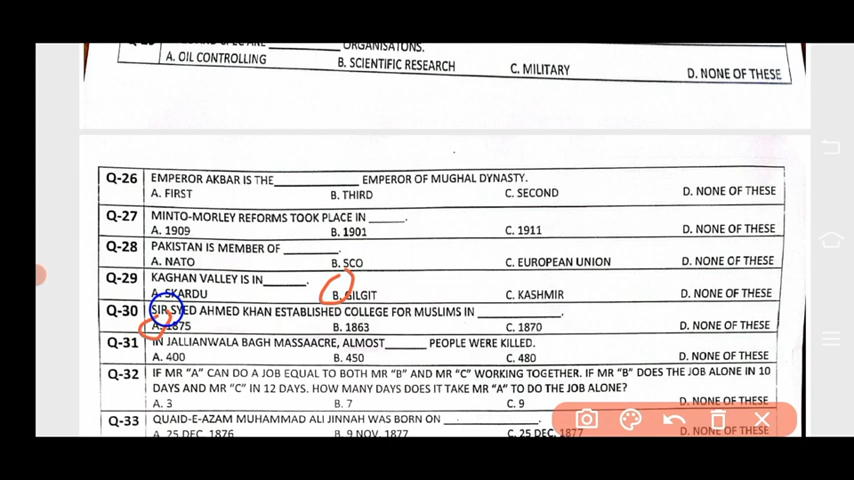 ORGANISATONS.
A. OIL CONTROLLING B. SCIENTIFIC RESEARCH C. MILITARY D. NONE OF THESE
Q-26 EMPEROR AKBAR IS THE____________ EMPEROR OF MUGHAL DYNASTY.
A. FIRST B. THIRD C. SECOND D. NONE OF THESE
Q-27 MINTO-MORLEY REFORMS TOOK PLACE IN ______.
A. 1909 B. 1901 C. 1911 D. NONE OF THESE
Q-28 PAKISTAN IS MEMBER OF ________.
A. NATO B. SCO C. EUROPEAN UNION D. NONE OF THESE
Q-29 KAGHAN VALLEY IS IN______.
A. SKARDU B. GILGIT C. KASHMIR D. NONE OF THESE
Q-30 SIR SYED AHMED KHAN ESTABLISHED COLLEGE FOR MUSLIMS IN ____________.
A. 1875 B. 1863 C. 1870 D. NONE OF THESE
Q-31 IN JALLIANWALA BAGH MASSAACRE, ALMOST______ PEOPLE WERE KILLED.
A. 400 B. 450 C. 480 D. NONE OF THESE
Q-32 IF MR "A" CAN DO A JOB EQUAL TO BOTH MR "B" AND MR "C" WORKING TOGETHER. IF MR "B" DOES THE JOB ALONE IN 10
DAYS AND MR "C" IN 12 DAYS. HOW MANY DAYS DOES IT TAKE MR "A" TO DO THE JOB ALONE?
A. 3 B. 7 C. 9 D. NONE OF THESE
Q-33 QUAID-E-AZAM MUHAMMAD ALI JINNAH WAS BORN ON ____________.
A. 25 DEC, 1876 B. 9 NOV, 1877 C. 25 DEC, 1877 D. NONE OF THESE